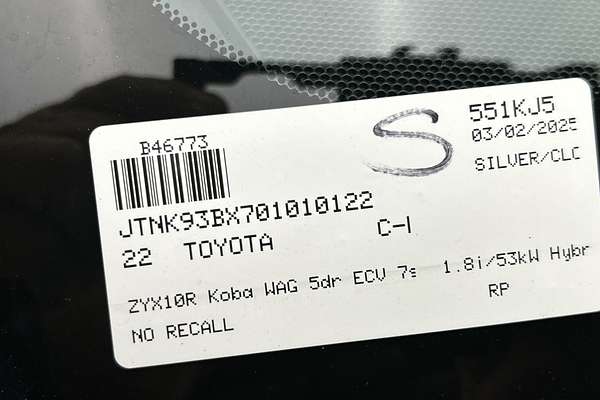 B46773
S
551KJ5
03/02/2025
SILVER/CLO
JTNK93BX701010122
22 TOYOTA C-H
ZYX10R Koba WAG 5dr ECV 7s 1.8i/53kW Hybr
NO RECALL RP